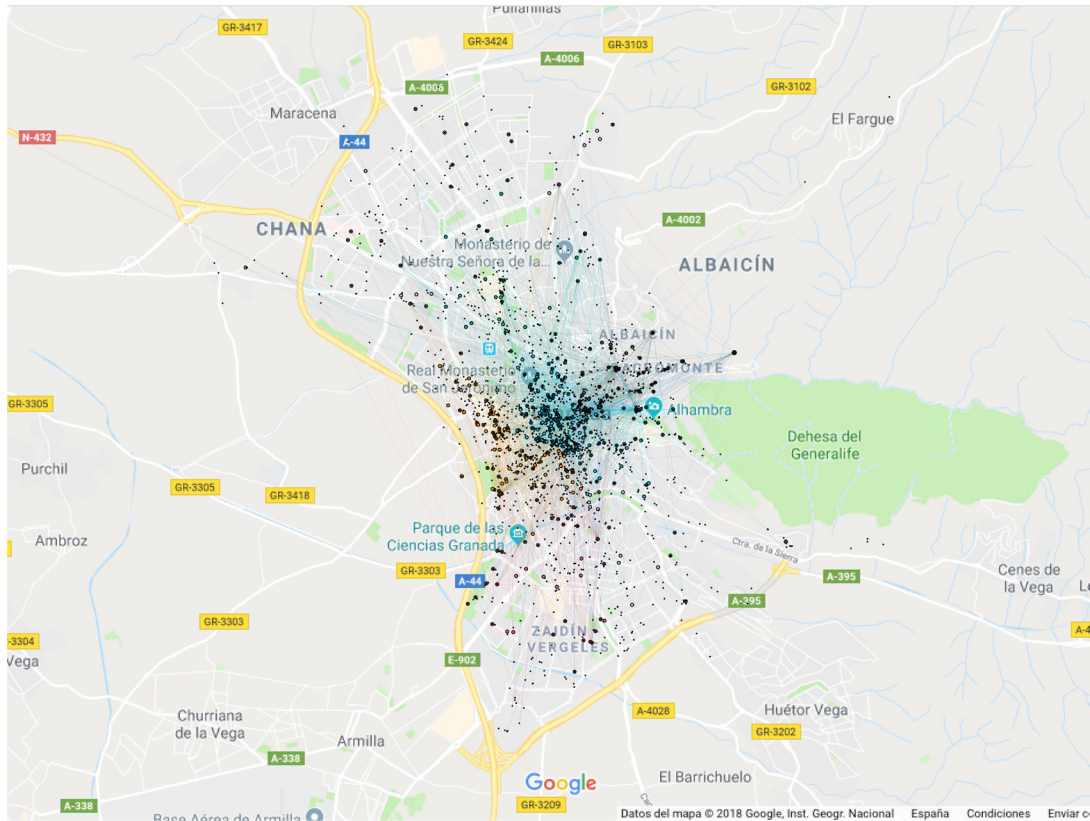 Pulianillas
GR-3417
GR-3424
GR-3103
A-4006
A-4006
GR-3102
Maracena
El Fargue
N-432
A-44
A-4002
CHANA
Monasterio de
Nuestra Señora de la...
ALBAICÍN
ALBAICÍN
Real Monasterio
de San Jerónimo
Alhambra
GR-3305
Dehesa del
Generalife
Purchil
GR-3305
GR-3418
Parque de las
Ciencias Granada
Ctra. de la Sierra
Ambroz
GR-3303
A-44
A-395
Cenes de
la Vega
A-395
GR-3303
-3304
Vega
ZAIDÍN
VERGELES
E-902
Churriana
de la Vega
Armilla
A-4028
Huétor Vega
GR-3202
A-338
El Barrichuelo
Google
A-338
GR-3209
Base Aérea de Armilla
Datos del mapa © 2018 Google, Inst. Geogr. Nacional España Condiciones Enviar c